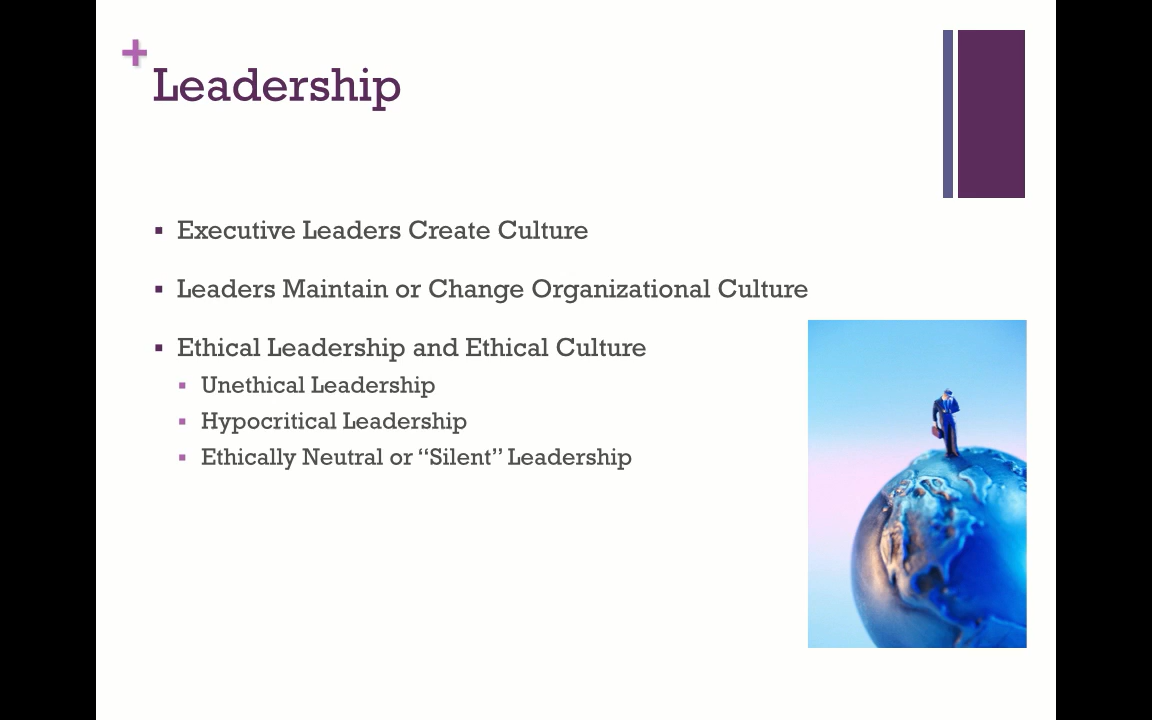 +
Leadership
▪ Executive Leaders Create Culture
▪ Leaders Maintain or Change Organizational Culture
▪ Ethical Leadership and Ethical Culture
▪ Unethical Leadership
▪ Hypocritical Leadership
▪ Ethically Neutral or “Silent” Leadership